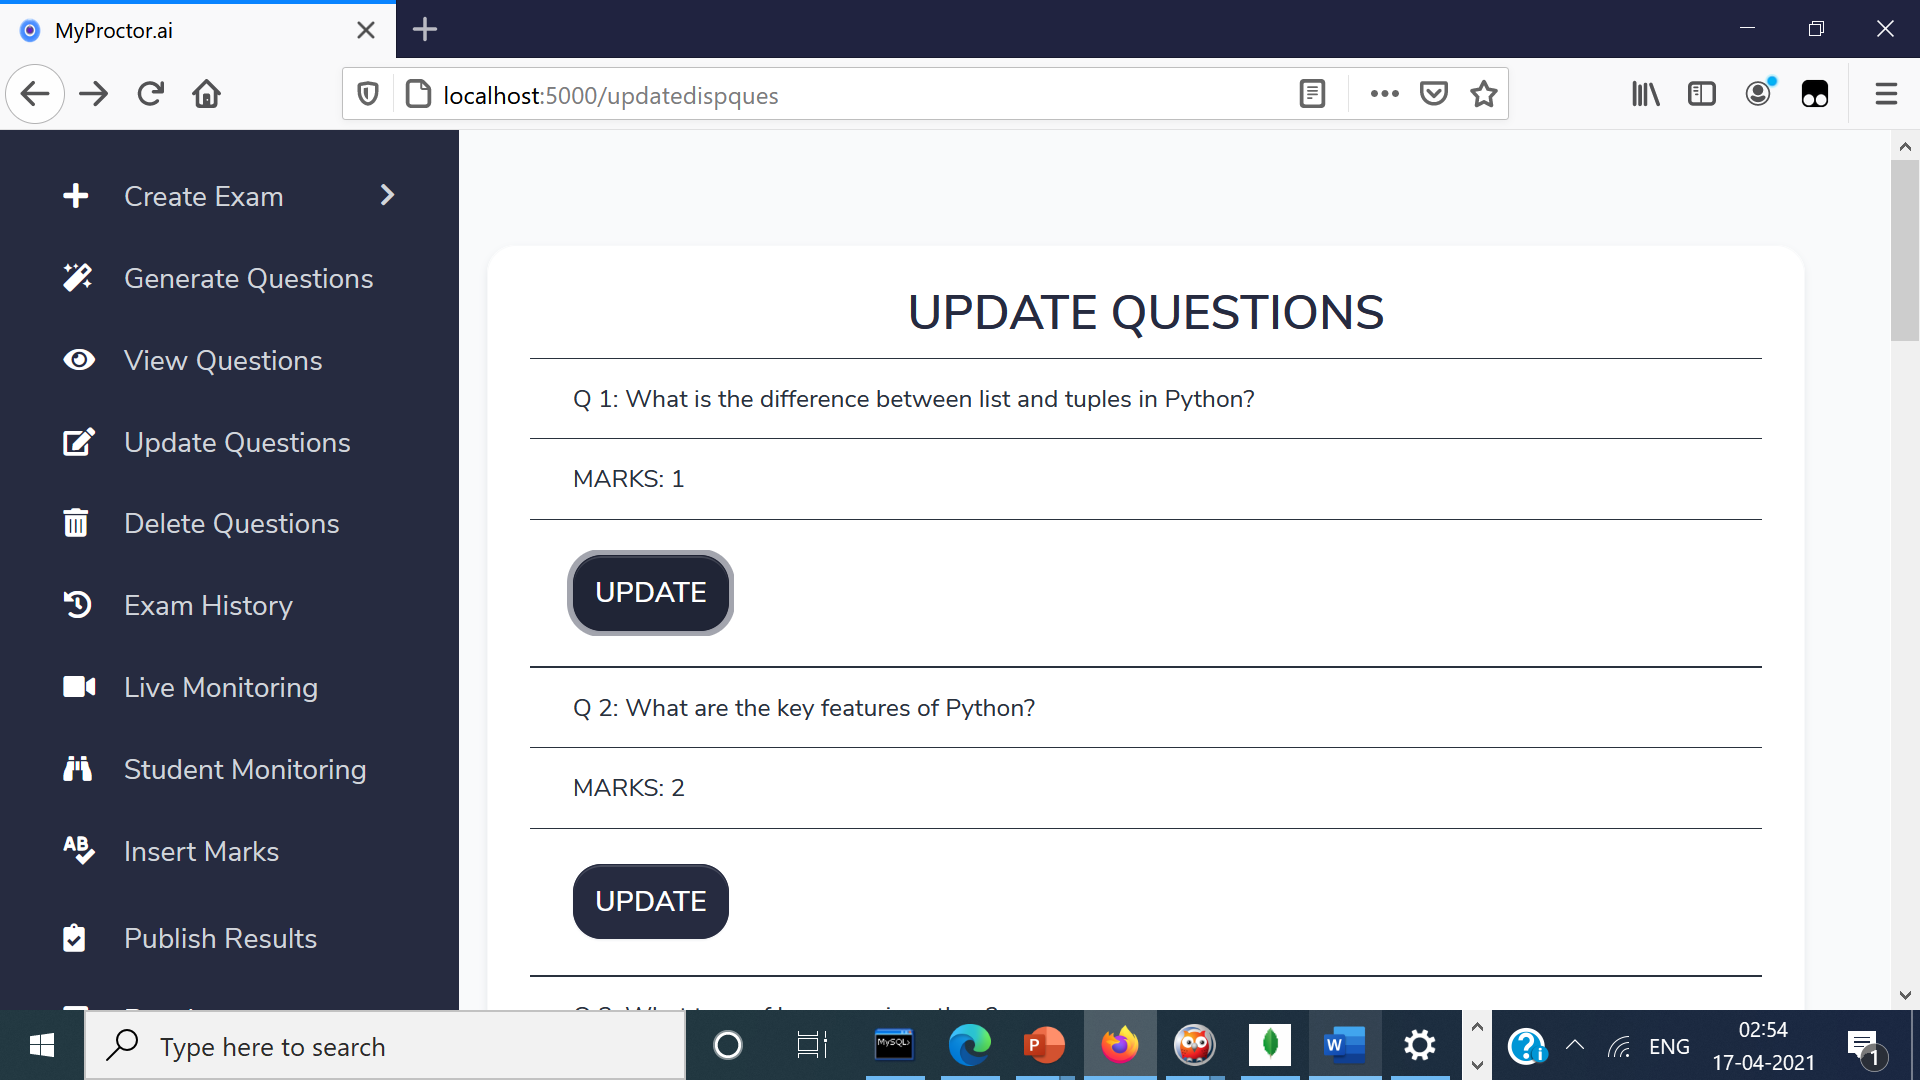 MyProctor.ai
localhost:5000/updatedispques
Create Exam
Generate Questions
View Questions
Update Questions
Delete Questions
Exam History
Live Monitoring
Student Monitoring
Insert Marks
Publish Results
UPDATE QUESTIONS
Q 1: What is the difference between list and tuples in Python?
MARKS: 1
UPDATE
Q 2: What are the key features of Python?
MARKS: 2
UPDATE
Type here to search
MySQL>
P
W
ENG
02:54
17-04-2021
1